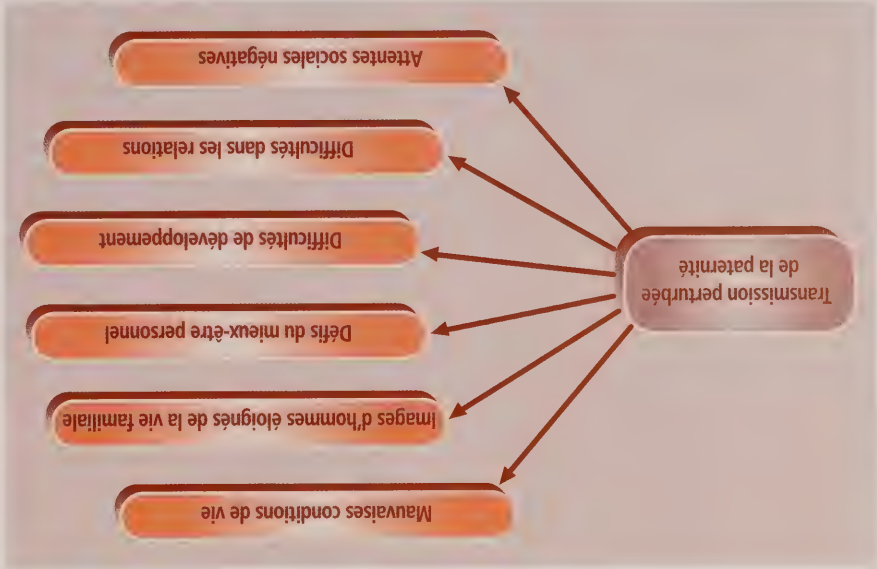 Transmission perturbée
de la paternité
Mauvaises conditions de vie
Images d'hommes éloignés de la vie familiale
Défis du mieux-être personnel
Difficultés de développement
Difficultés dans les relations
Attentes sociales négatives